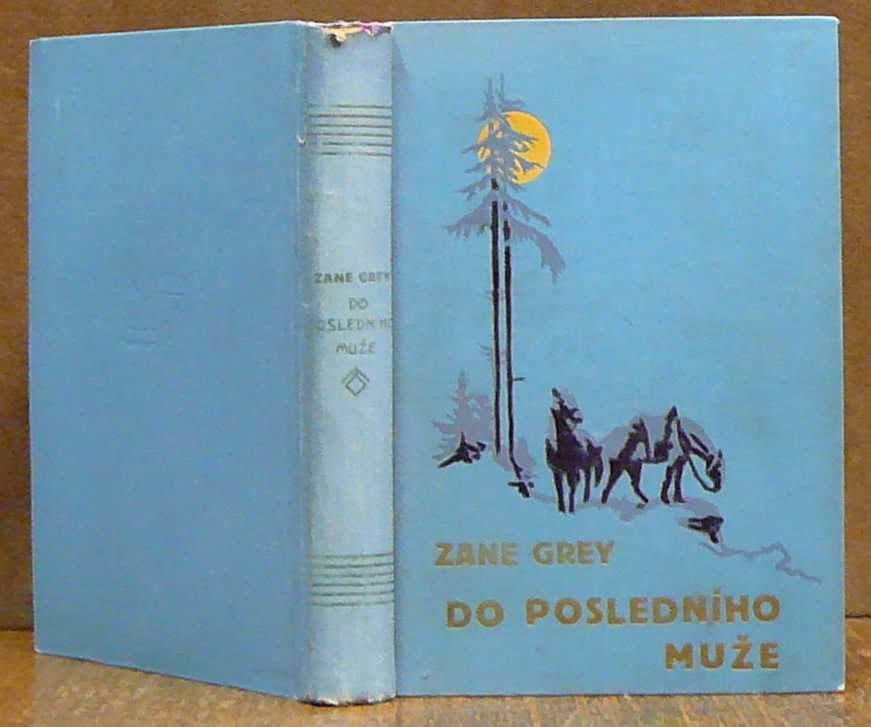 ZANE GREY
DO
POSLEDNÍHO
MUŽE
ZANE GREY
DO POSLEDNÍHO
MUŽE